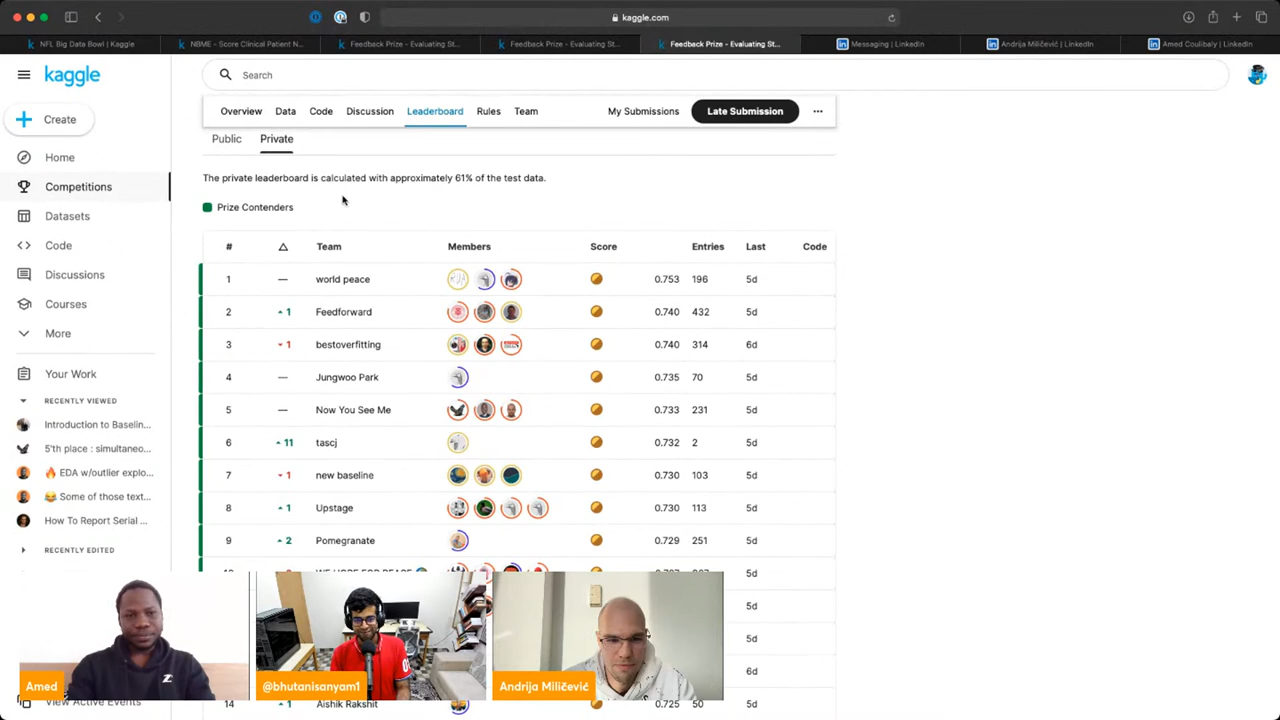 kaggle.com
NFL Big Data Bowl | Kaggle
NBME - Score Clinical Patient N...
Feedback Prize - Evaluating St...
Feedback Prize - Evaluating St...
Feedback Prize - Evaluating St...
Messaging | LinkedIn
Andrija Miličević | LinkedIn
Amed Coulibaly | LinkedIn
kaggle
Search
Create
Home
Competitions
Datasets
Code
Discussions
Courses
More
Your Work
RECENTLY VIEWED
Introduction to Baselin...
5'th place : simultaneo...
🔥 EDA w/outlier explo...
😂 Some of those text...
How To Report Serial ...
RECENTLY EDITED
View Active Events
Overview Data Code Discussion Leaderboard Rules Team My Submissions Late Submission ...
Public Private
The private leaderboard is calculated with approximately 61% of the test data.
Prize Contenders
# △ Team Members Score Entries Last Code
1 — world peace 0.753 196 5d
2 1 Feedforward 0.740 432 5d
3 1 bestoverfitting 0.740 314 6d
4 — Jungwoo Park 0.735 70 5d
5 — Now You See Me 0.733 231 5d
6 11 tascj 0.732 2 5d
7 1 new baseline 0.730 103 5d
8 1 Upstage 0.730 113 5d
9 2 Pomegranate 0.729 251 5d
WE HOPE FOR PEACE 5d
5d
5d
6d
14 1 Aishik Rakshit 0.725 50 5d
Amed
@bhutanisanyam1
Andrija Miličević